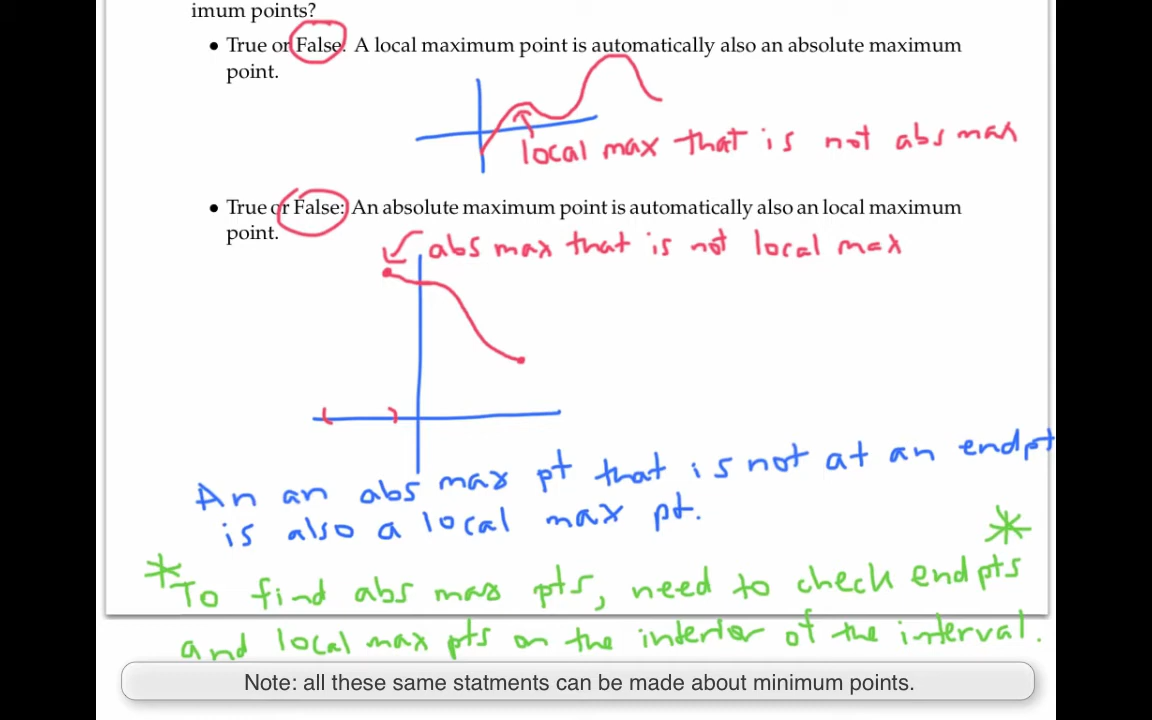 imum points?
• True or False: A local maximum point is automatically also an absolute maximum
point.
local max that is not abs max
• True or False: An absolute maximum point is automatically also an local maximum
point.
abs max that is not local max
An an abs max pt that is not at an endpt
is also a local max pt.
* To find abs max pts, need to check endpts *
and local max pts on the interior of the interval.
Note: all these same statments can be made about minimum points.